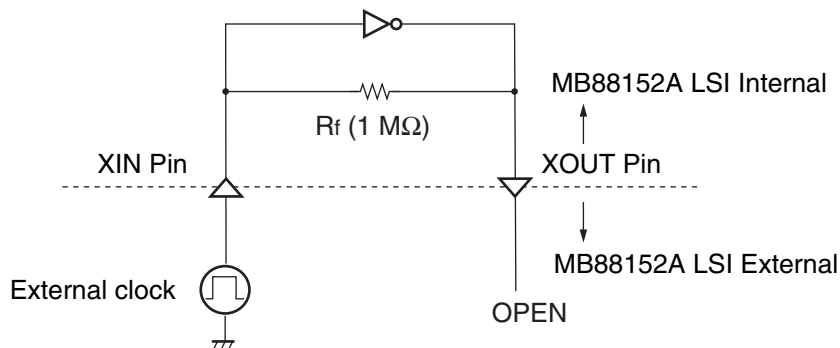 MB88152A LSI Internal
Rf (1 MΩ)
XIN Pin
XOUT Pin
MB88152A LSI External
External clock
OPEN